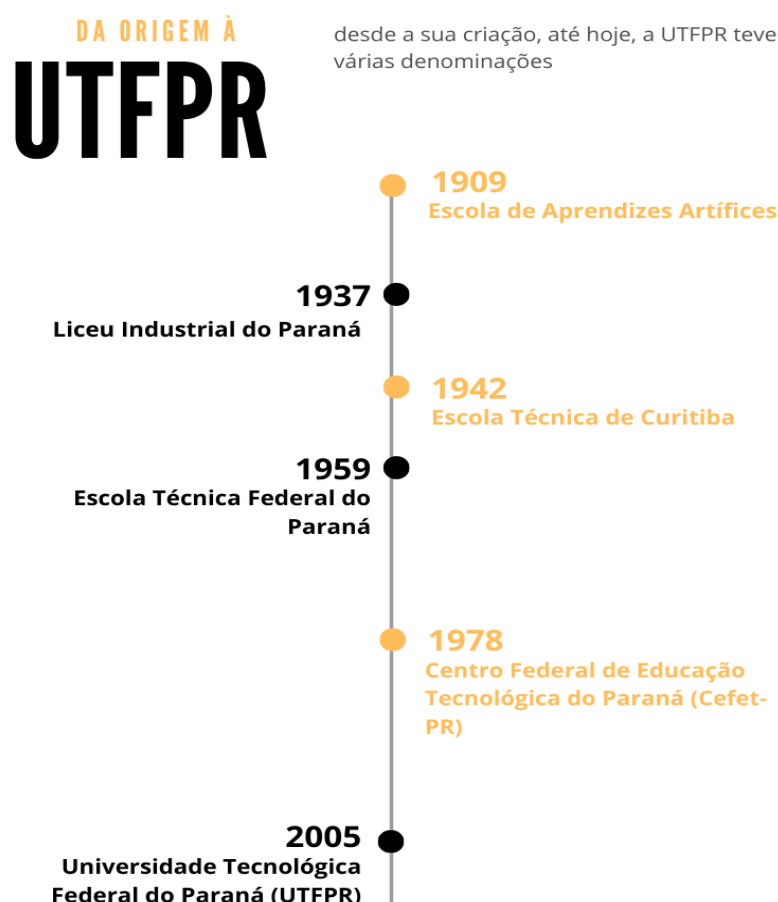 DA ORIGEM À
UTFPR
desde a sua criação, até hoje, a UTFPR teve
várias denominações
1909
Escola de Aprendizes Artífices
1937
Liceu Industrial do Paraná
1942
Escola Técnica de Curitiba
1959
Escola Técnica Federal do
Paraná
1978
Centro Federal de Educação
Tecnológica do Paraná (Cefet-
PR)
2005
Universidade Tecnológica
Federal do Paraná (UTFPR)